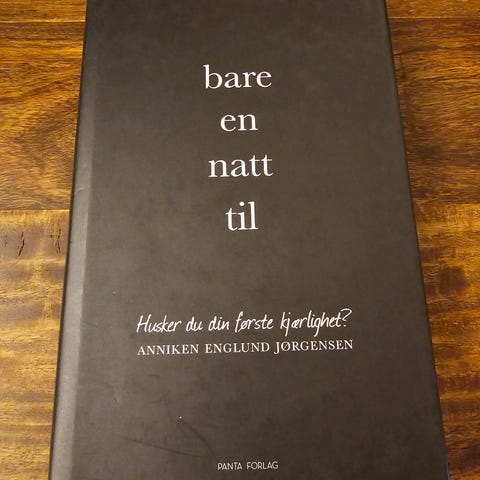 bare
en
natt
til
Husker du din første kjærlighet?
ANNIKEN ENGLUND JØRGENSEN
PANTA FORLAG